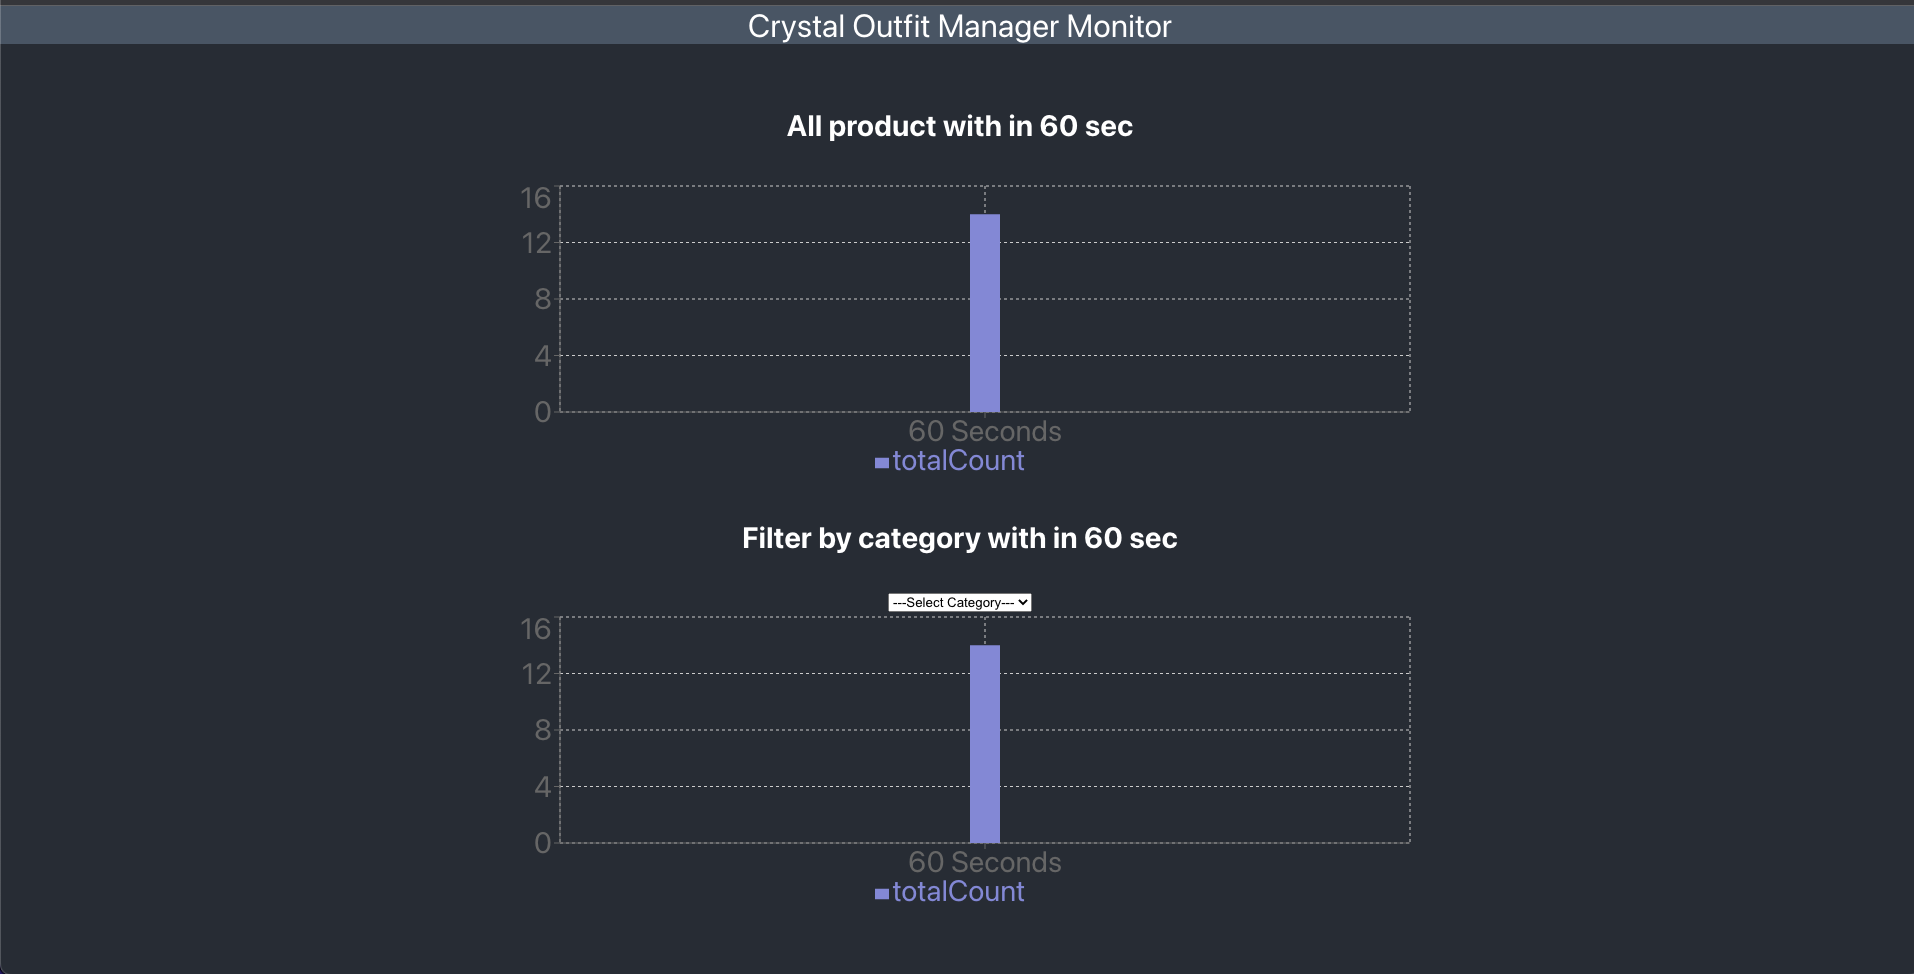 Crystal Outfit Manager Monitor
All product with in 60 sec
16
12
8
4
0
60 Seconds
totalCount
Filter by category with in 60 sec
---Select Category---
16
12
8
4
0
60 Seconds
totalCount